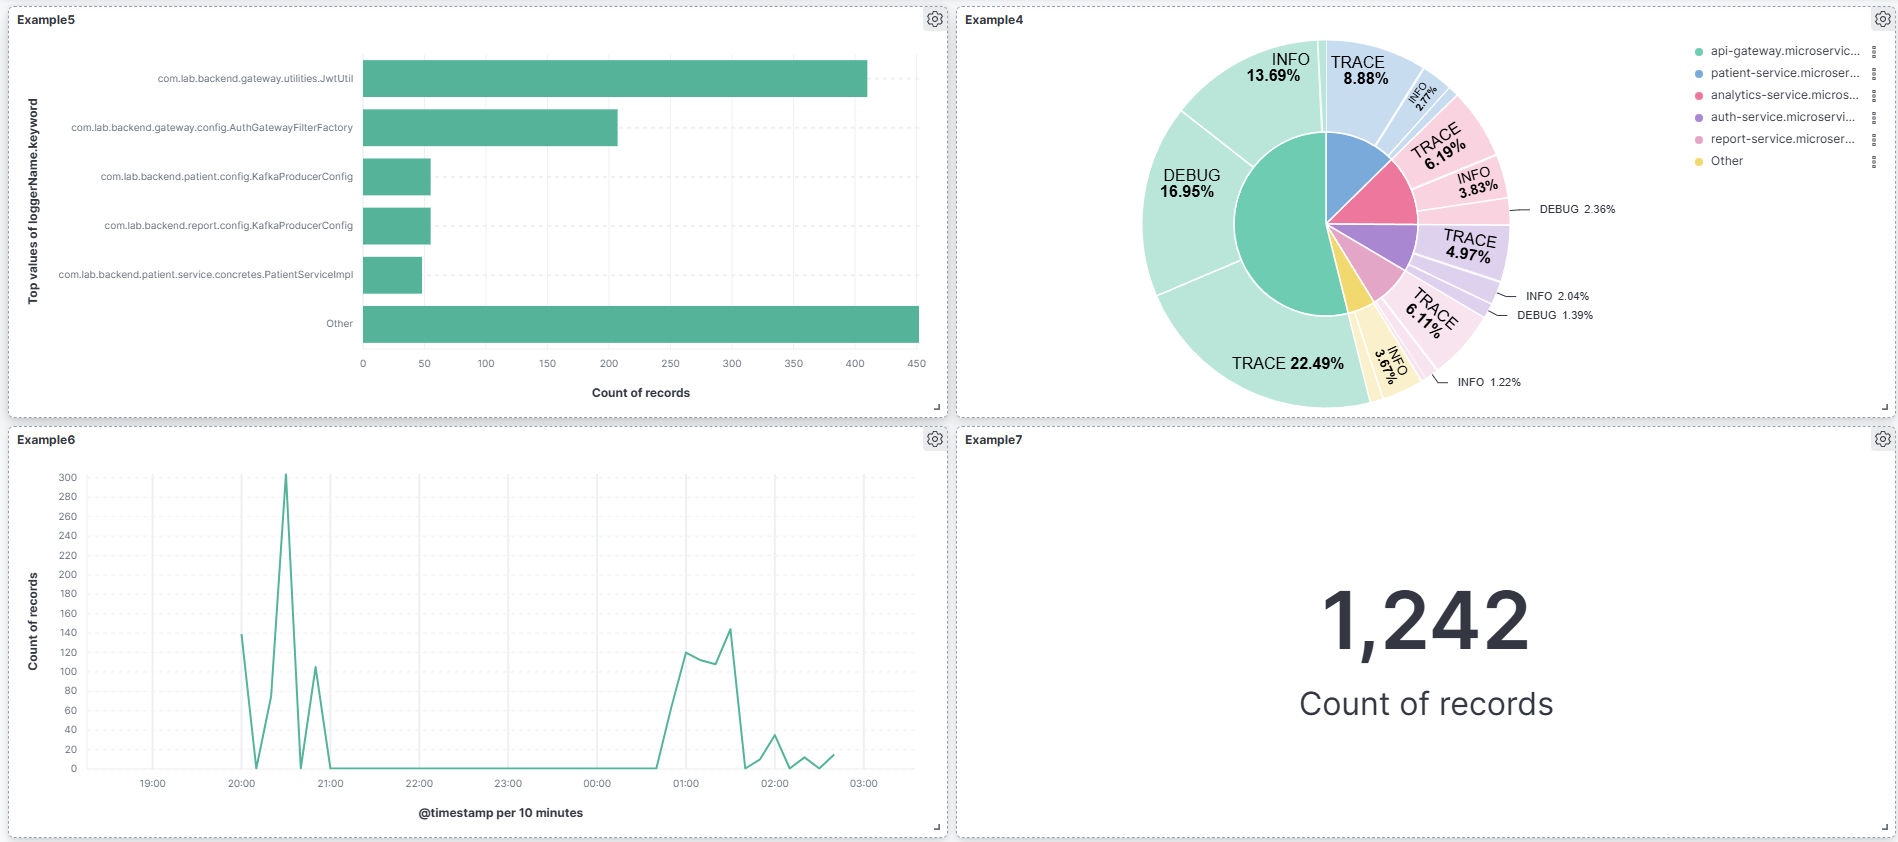 Example5
Top values of loggerName.keyword
com.lab.backend.gateway.utilities.JwtUtil
com.lab.backend.gateway.config.AuthGatewayFilterFactory
com.lab.backend.patient.config.KafkaProducerConfig
com.lab.backend.report.config.KafkaProducerConfig
com.lab.backend.patient.service.concretes.PatientServiceImpl
Other
0 50 100 150 200 250 300 350 400 450
Count of records
Example4
INFO
13.69%
TRACE
8.88%
INFO
2.77%
TRACE
6.19%
INFO
3.83%
DEBUG 2.36%
TRACE
4.97%
INFO 2.04%
DEBUG 1.39%
TRACE
6.11%
INFO 1.22%
INFO
3.67%
TRACE 22.49%
DEBUG
16.95%
api-gateway.microservic...
patient-service.microser...
analytics-service.micros...
auth-service.microservi...
report-service.microser...
Other
Example6
Count of records
300
280
260
240
220
200
180
160
140
120
100
80
60
40
20
0
19:00 20:00 21:00 22:00 23:00 00:00 01:00 02:00 03:00
@timestamp per 10 minutes
Example7
1,242
Count of records